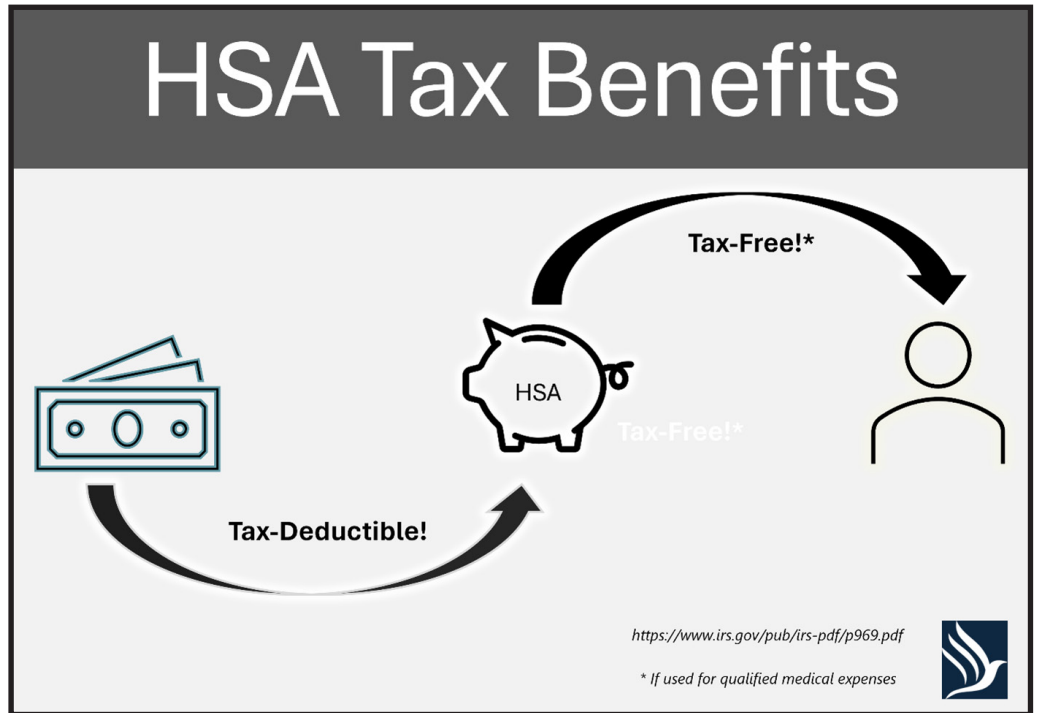 HSA Tax Benefits
Tax-Free!*
HSA
Tax-Free!*
Tax-Deductible!
https://www.irs.gov/pub/irs-pdf/p969.pdf
* If used for qualified medical expenses